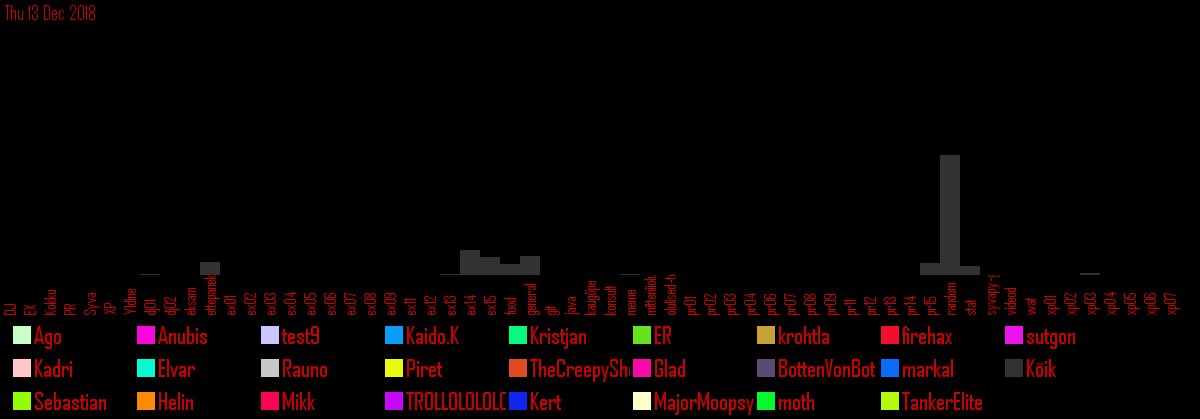 Thu 13 Dec 2018
DJ
EX
Kokku
PR
Syva
XP
Yldine
dj01
dj02
eksam
ettepanek
ex01
ex02
ex03
ex04
ex05
ex06
ex07
ex08
ex09
ex11
ex12
ex13
ex14
ex15
food
general
git
java
konsult
meme
pr01
pr02
pr03
pr04
pr06
pr07
pr08
pr09
pr11
pr12
pr13
pr14
pr15
random
stat
videod
wat
xp01
xp02
xp03
xp04
xp05
xp06
xp07
Ago Anubis test9 Kaido.K Kristjan ER krohtla firehax sutgon
Kadri Elvar Rauno Piret TheCreepySh Glad BottenVonBot markal Kõik
Sebastian Helin Mikk TROLLOLOLOLO Kert MajorMoopsy moth TankerElite